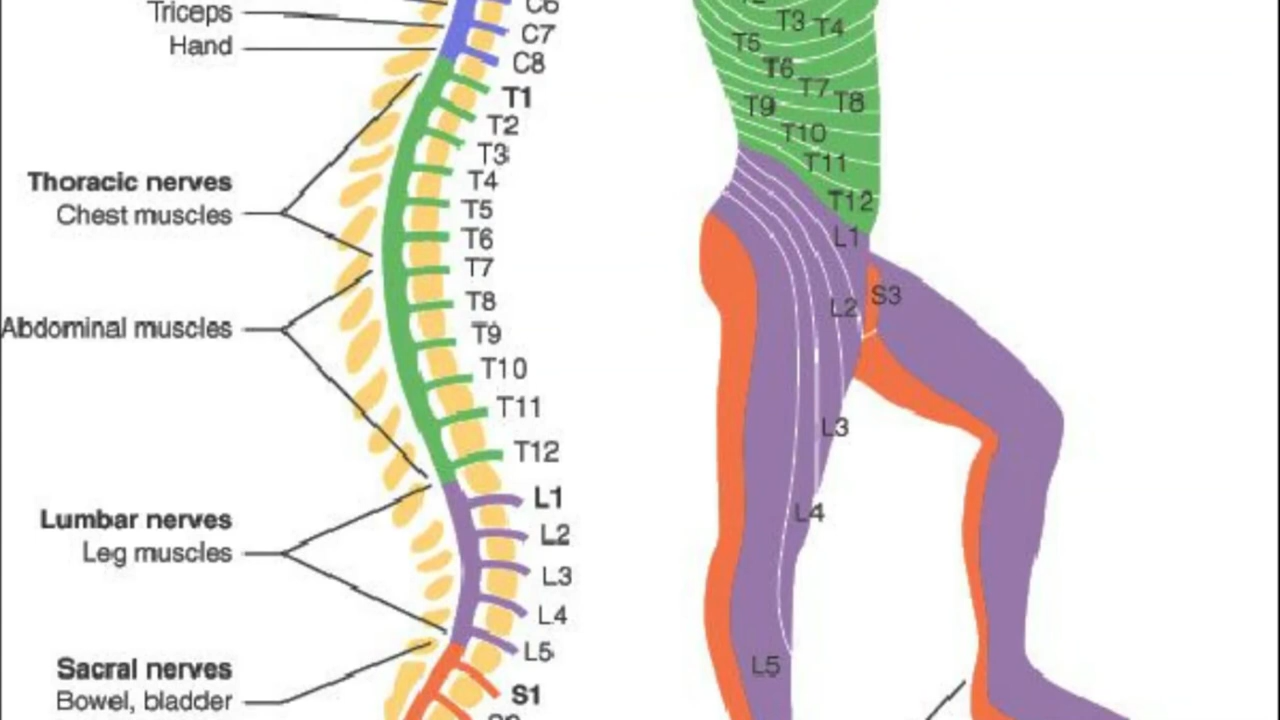 Triceps
Hand
Thoracic nerves
Chest muscles
Abdominal muscles
Lumbar nerves
Leg muscles
Sacral nerves
Bowel, bladder
C6
C7
C8
T1
T2
T3
T4
T5
T6
T7
T8
T9
T10
T11
T12
L1
L2
L3
L4
L5
S1
T3
T4
T5
T6
T7
T8
T9
T10
T11
T12
L1
L2
S3
L3
L4
L5